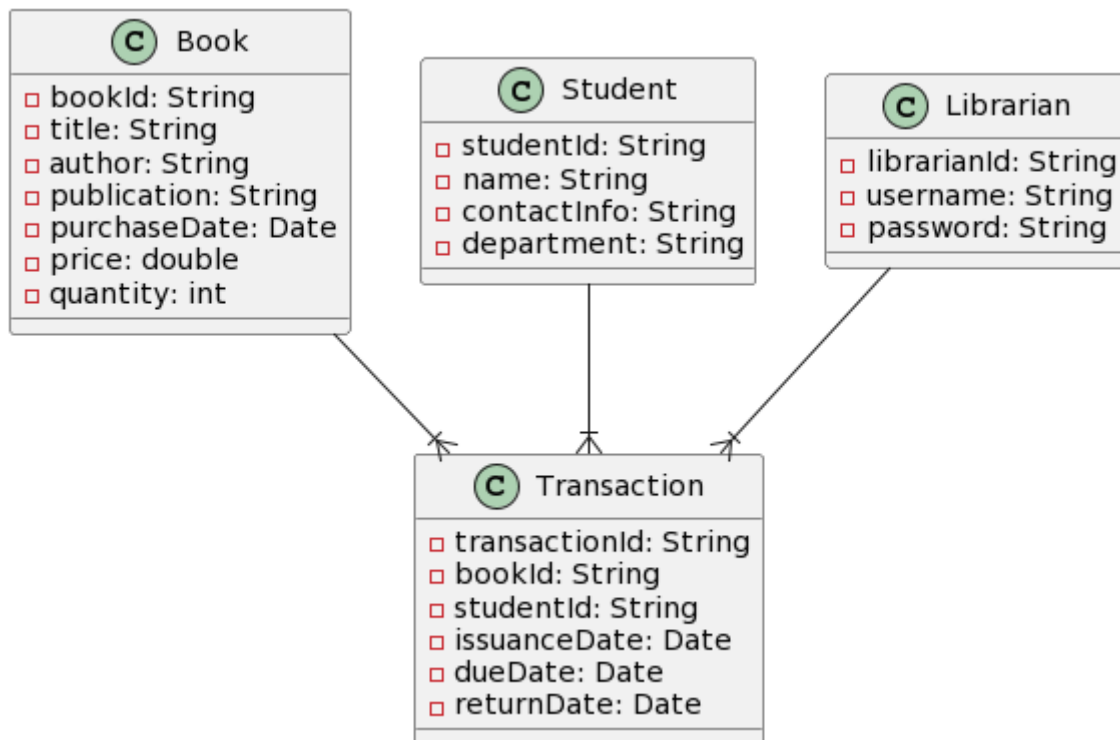 C Book
bookId: String
title: String
author: String
publication: String
purchaseDate: Date
price: double
quantity: int
C Student
studentId: String
name: String
contactInfo: String
department: String
C Librarian
librarianId: String
username: String
password: String
C Transaction
transactionId: String
bookId: String
studentId: String
issuanceDate: Date
dueDate: Date
returnDate: Date